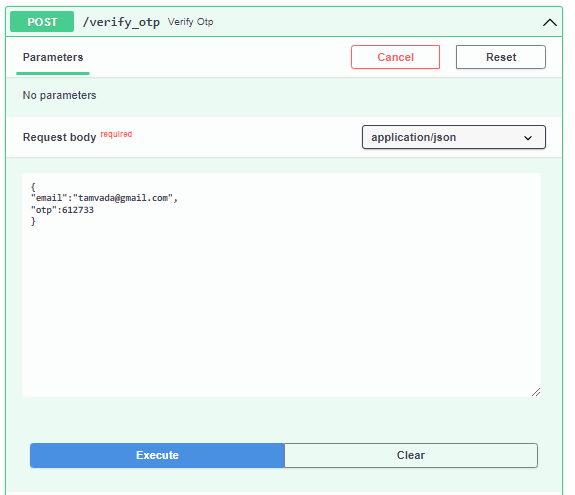 POST /verify_otp Verify Otp
Parameters Cancel Reset
No parameters
Request body required application/json
{
"email":"tamvada@gmail.com",
"otp":612733
}
Execute Clear